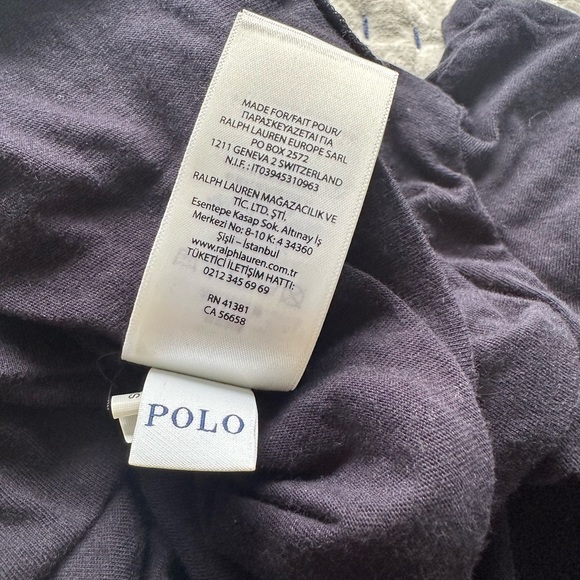 MADE FOR/FAIT POUR/
ΠΑΡΑΣΚΕΥΑΖΕΤΑΙ ΓΙΑ
RALPH LAUREN EUROPE SARL
PO BOX 2572
1211 GENEVA 2 SWITZERLAND
N.I.F.: IT03945310963
RALPH LAUREN MAĞAZACILIK VE
TİC. LTD. ŞTİ.
Esentepe Kasap Sok. Altınay İş
Merkezi No: 8-10 K: 4 34360
Şişli – İstanbul
www.ralphlauren.com.tr
TÜKETİCİ İLETİŞİM HATTI:
0212 345 69 69
RN 41381
CA 56658
S
POLO